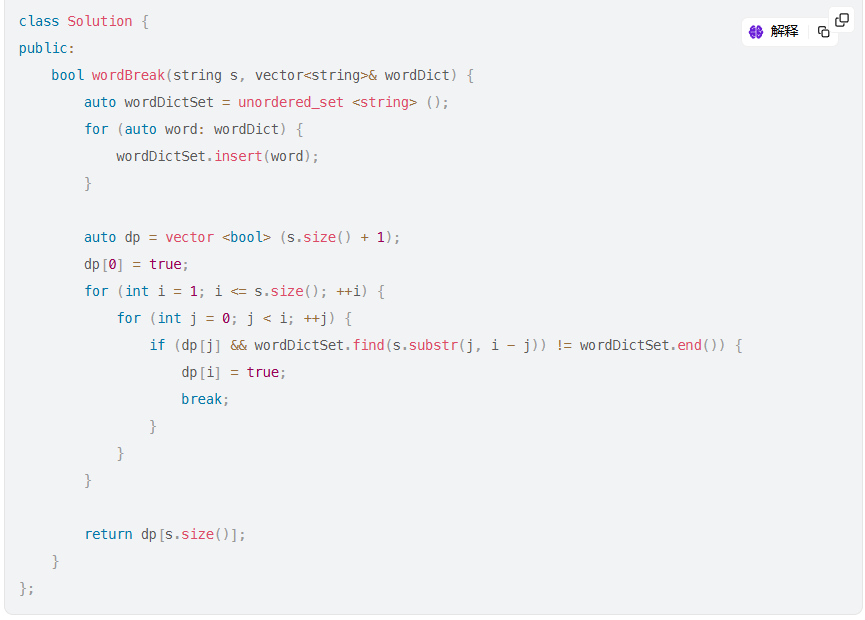 class Solution {
解释
public:
    bool wordBreak(string s, vector<string>& wordDict) {
        auto wordDictSet = unordered_set <string> ();
        for (auto word: wordDict) {
            wordDictSet.insert(word);
        }
        auto dp = vector <bool> (s.size() + 1);
        dp[0] = true;
        for (int i = 1; i <= s.size(); ++i) {
            for (int j = 0; j < i; ++j) {
                if (dp[j] && wordDictSet.find(s.substr(j, i - j)) != wordDictSet.end()) {
                    dp[i] = true;
                    break;
                }
            }
        }
        return dp[s.size()];
    }
};